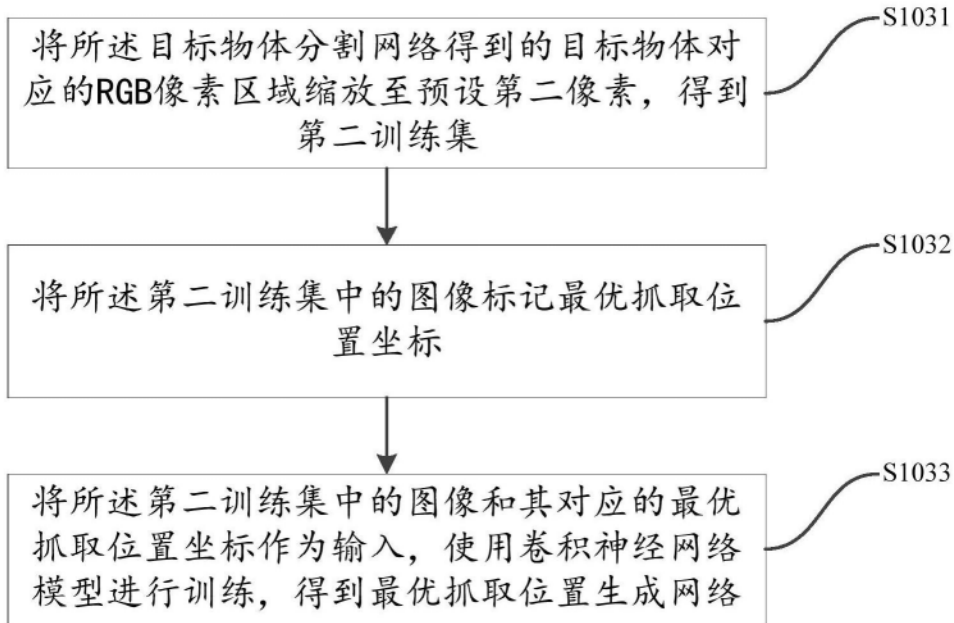 S1031
将所述目标物体分割网络得到的目标物体对
应的RGB像素区域缩放至预设第二像素，得到
第二训练集
S1032
将所述第二训练集中的图像标记最优抓取位
置坐标
S1033
将所述第二训练集中的图像和其对应的最优
抓取位置坐标作为输入，使用卷积神经网络
模型进行训练，得到最优抓取位置生成网络